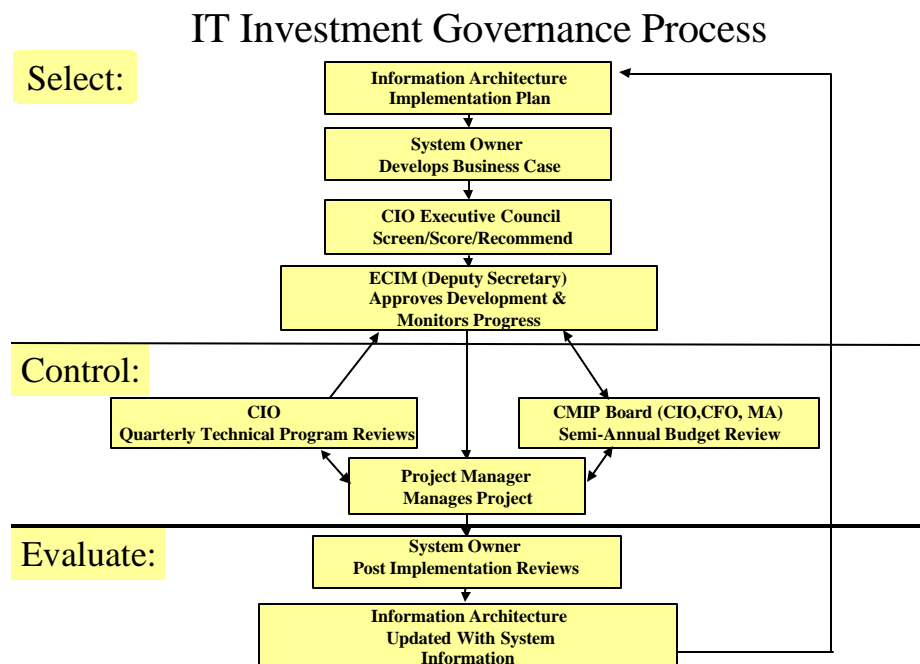 IT Investment Governance Process
Select:
Information Architecture
Implementation Plan
System Owner
Develops Business Case
CIO Executive Council
Screen/Score/Recommend
ECIM (Deputy Secretary)
Approves Development &
Monitors Progress
Control:
CIO
Quarterly Technical Program Reviews
CMIP Board (CIO,CFO, MA)
Semi-Annual Budget Review
Project Manager
Manages Project
Evaluate:
System Owner
Post Implementation Reviews
Information Architecture
Updated With System
Information